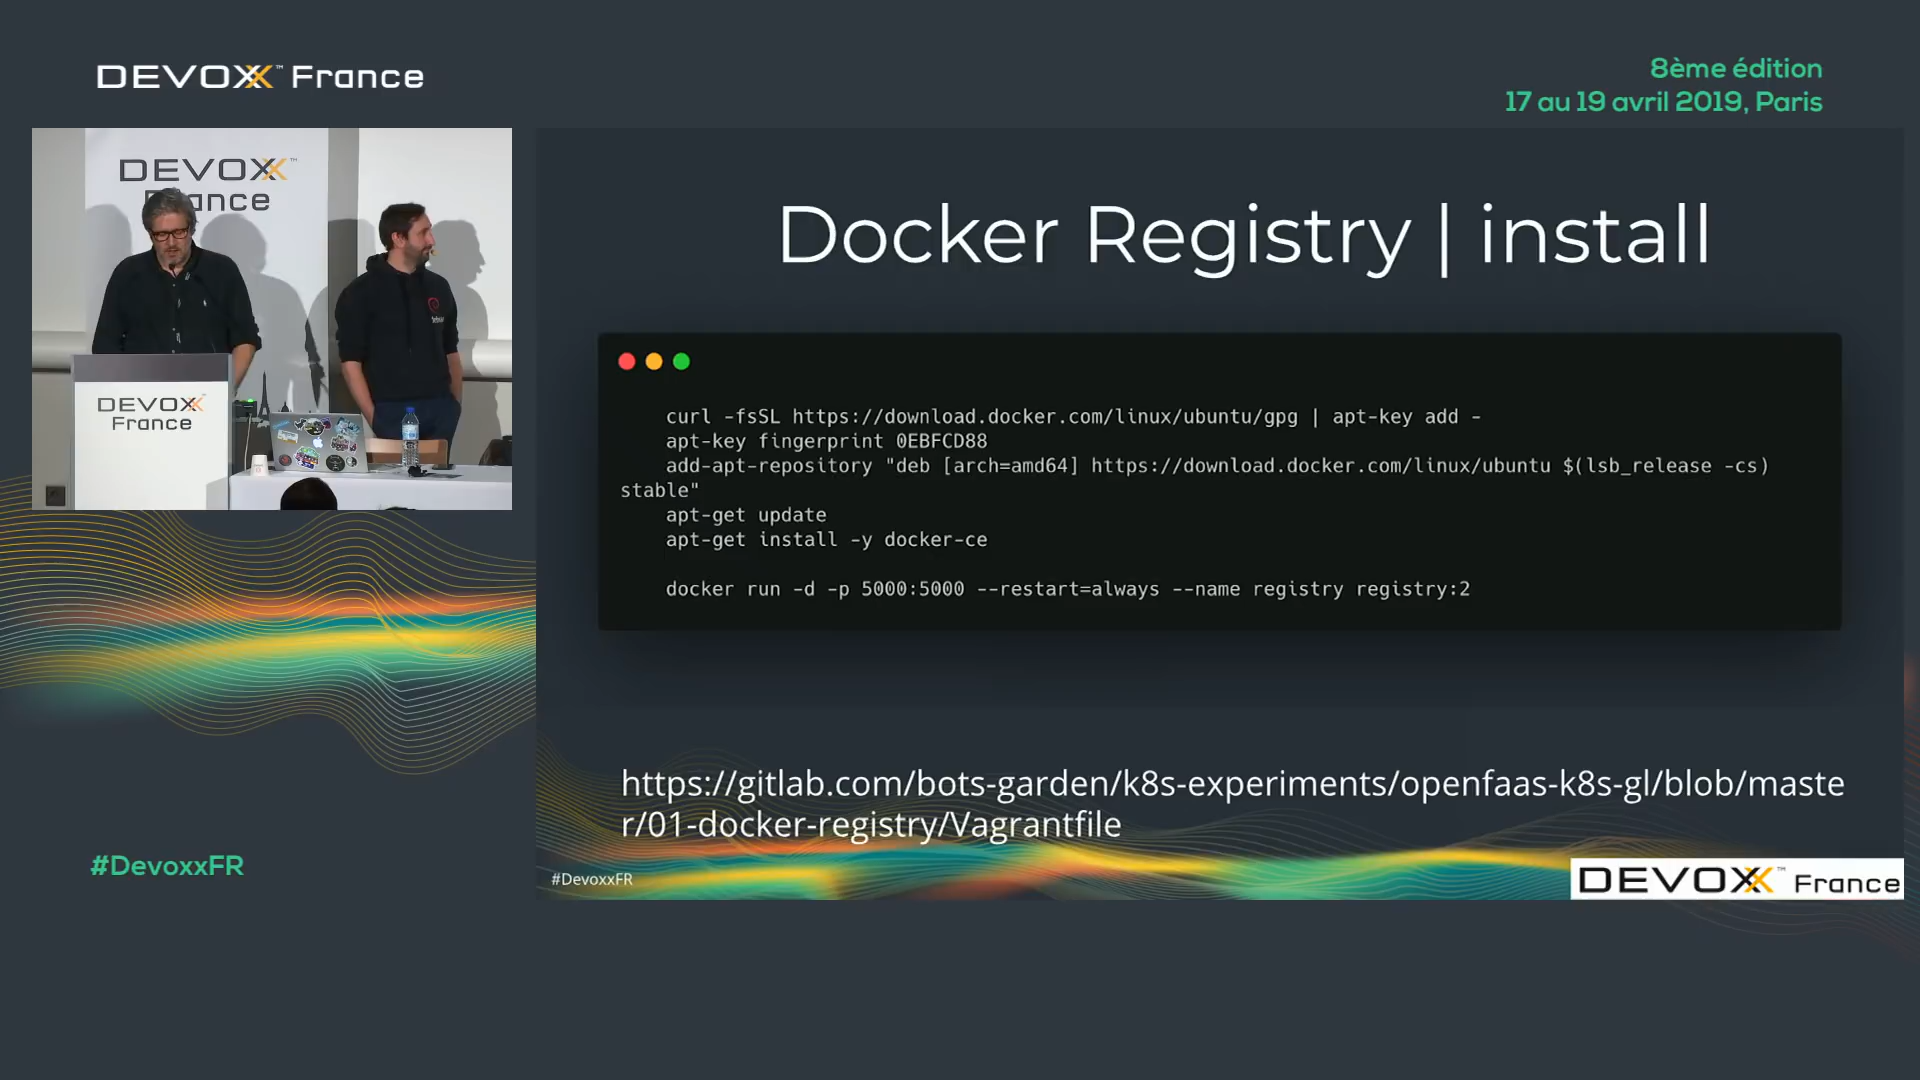 DEVOXX™ France
8ème édition
17 au 19 avril 2019, Paris
DEVOXX™
France
DEVOXX
France
#DevoxxFR
Docker Registry | install
curl -fsSL https://download.docker.com/linux/ubuntu/gpg | apt-key add -
apt-key fingerprint 0EBFCD88
add-apt-repository "deb [arch=amd64] https://download.docker.com/linux/ubuntu $(lsb_release -cs)
stable"
apt-get update
apt-get install -y docker-ce
docker run -d -p 5000:5000 --restart=always --name registry registry:2
https://gitlab.com/bots-garden/k8s-experiments/openfaas-k8s-gl/blob/maste
r/01-docker-registry/Vagrantfile
#DevoxxFR
DEVOXX™ France